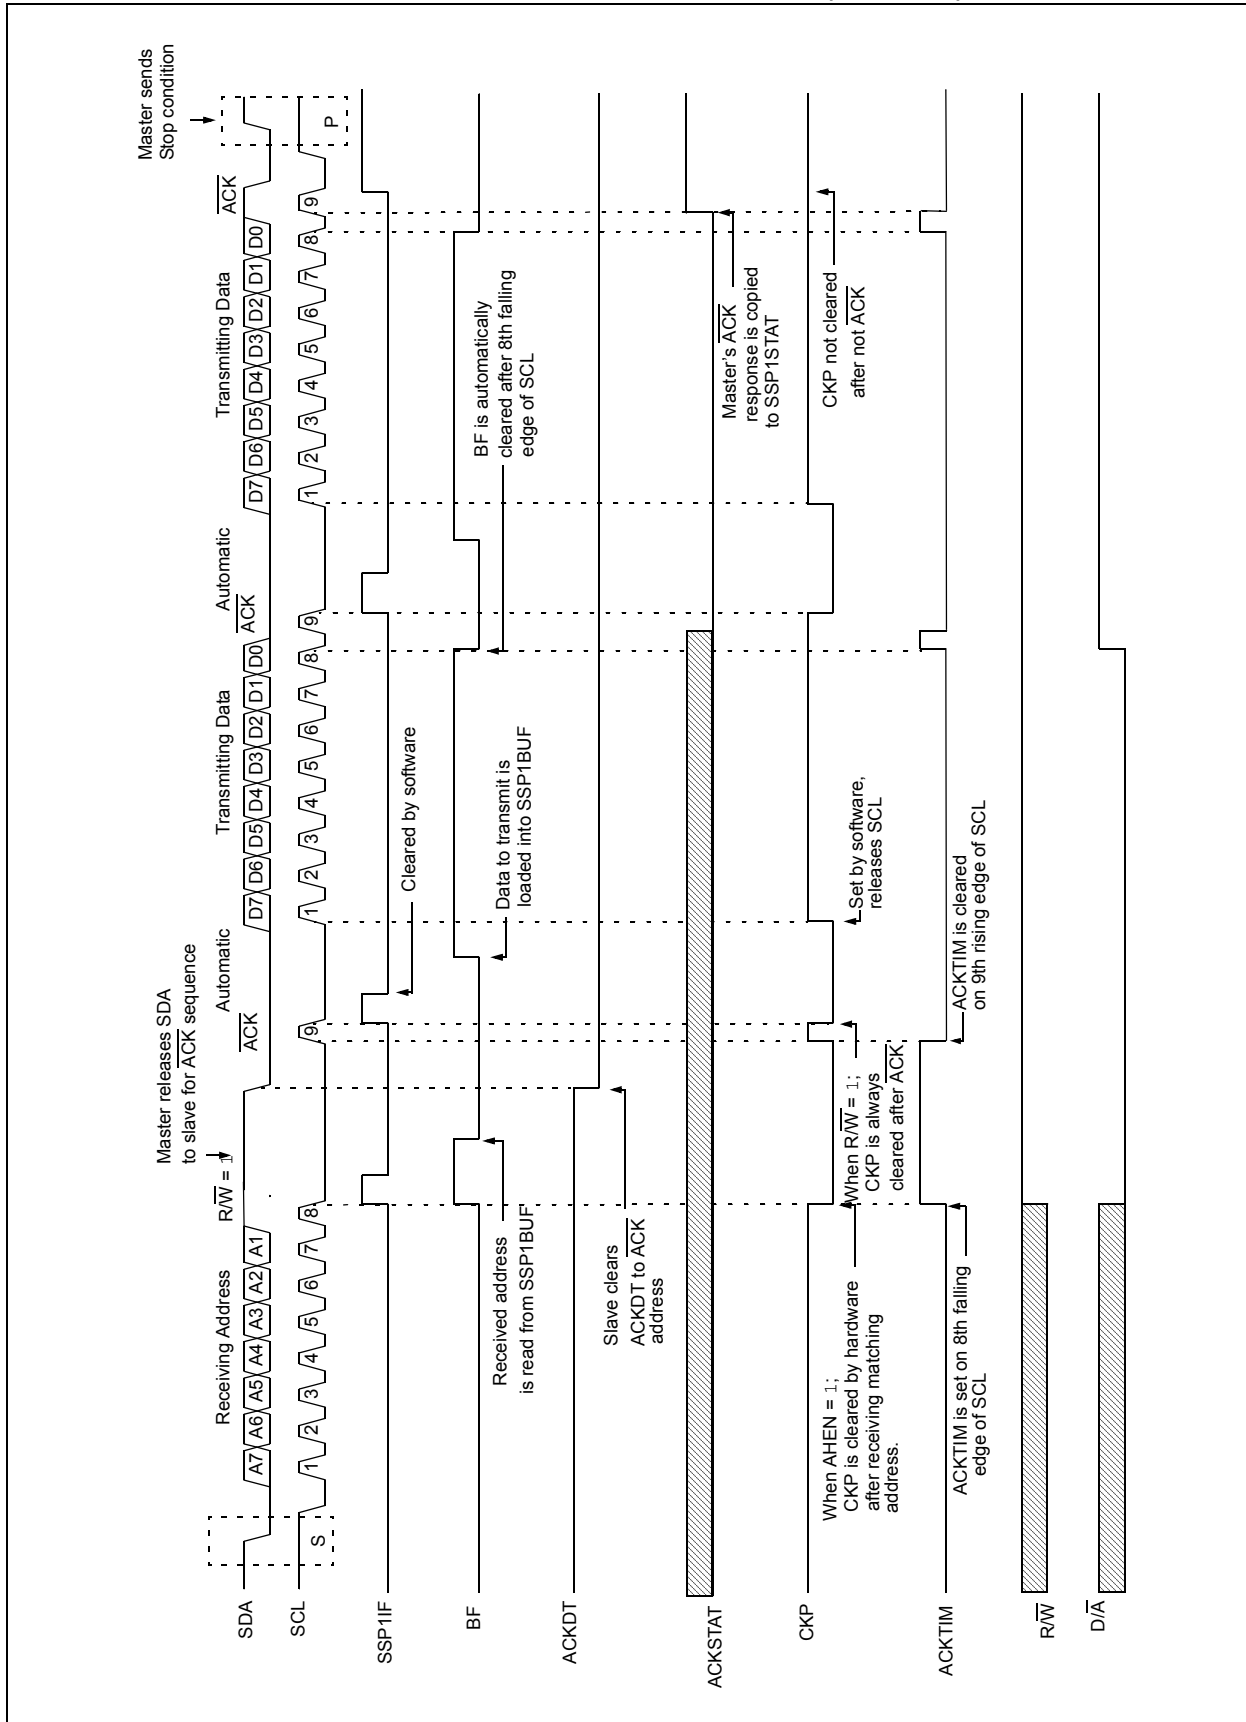 Master sends
Stop condition
Master releases SDA
to slave for ACK sequence
Receiving Address
R/W = 1
Automatic
ACK
Transmitting Data
Automatic
ACK
Transmitting Data
ACK
SDA
A7 A6 A5 A4 A3 A2 A1
D7 D6 D5 D4 D3 D2 D1 D0
D7 D6 D5 D4 D3 D2 D1 D0
SCL
S
1 2 3 4 5 6 7 8 9
1 2 3 4 5 6 7 8 9
1 2 3 4 5 6 7 8 9
P
SSP1IF
Cleared by software
BF
Received address
is read from SSP1BUF
Data to transmit is
loaded into SSP1BUF
BF is automatically
cleared after 8th falling
edge of SCL
ACKDT
Slave clears
ACKDT to ACK
address
ACKSTAT
Master's ACK
response is copied
to SSP1STAT
CKP
When AHEN = 1;
CKP is cleared by hardware
after receiving matching
address.
When R/W = 1;
CKP is always
cleared after ACK
Set by software,
releases SCL
CKP not cleared
after not ACK
ACKTIM
ACKTIM is set on 8th falling
edge of SCL
ACKTIM is cleared
on 9th rising edge of SCL
R/W
D/A